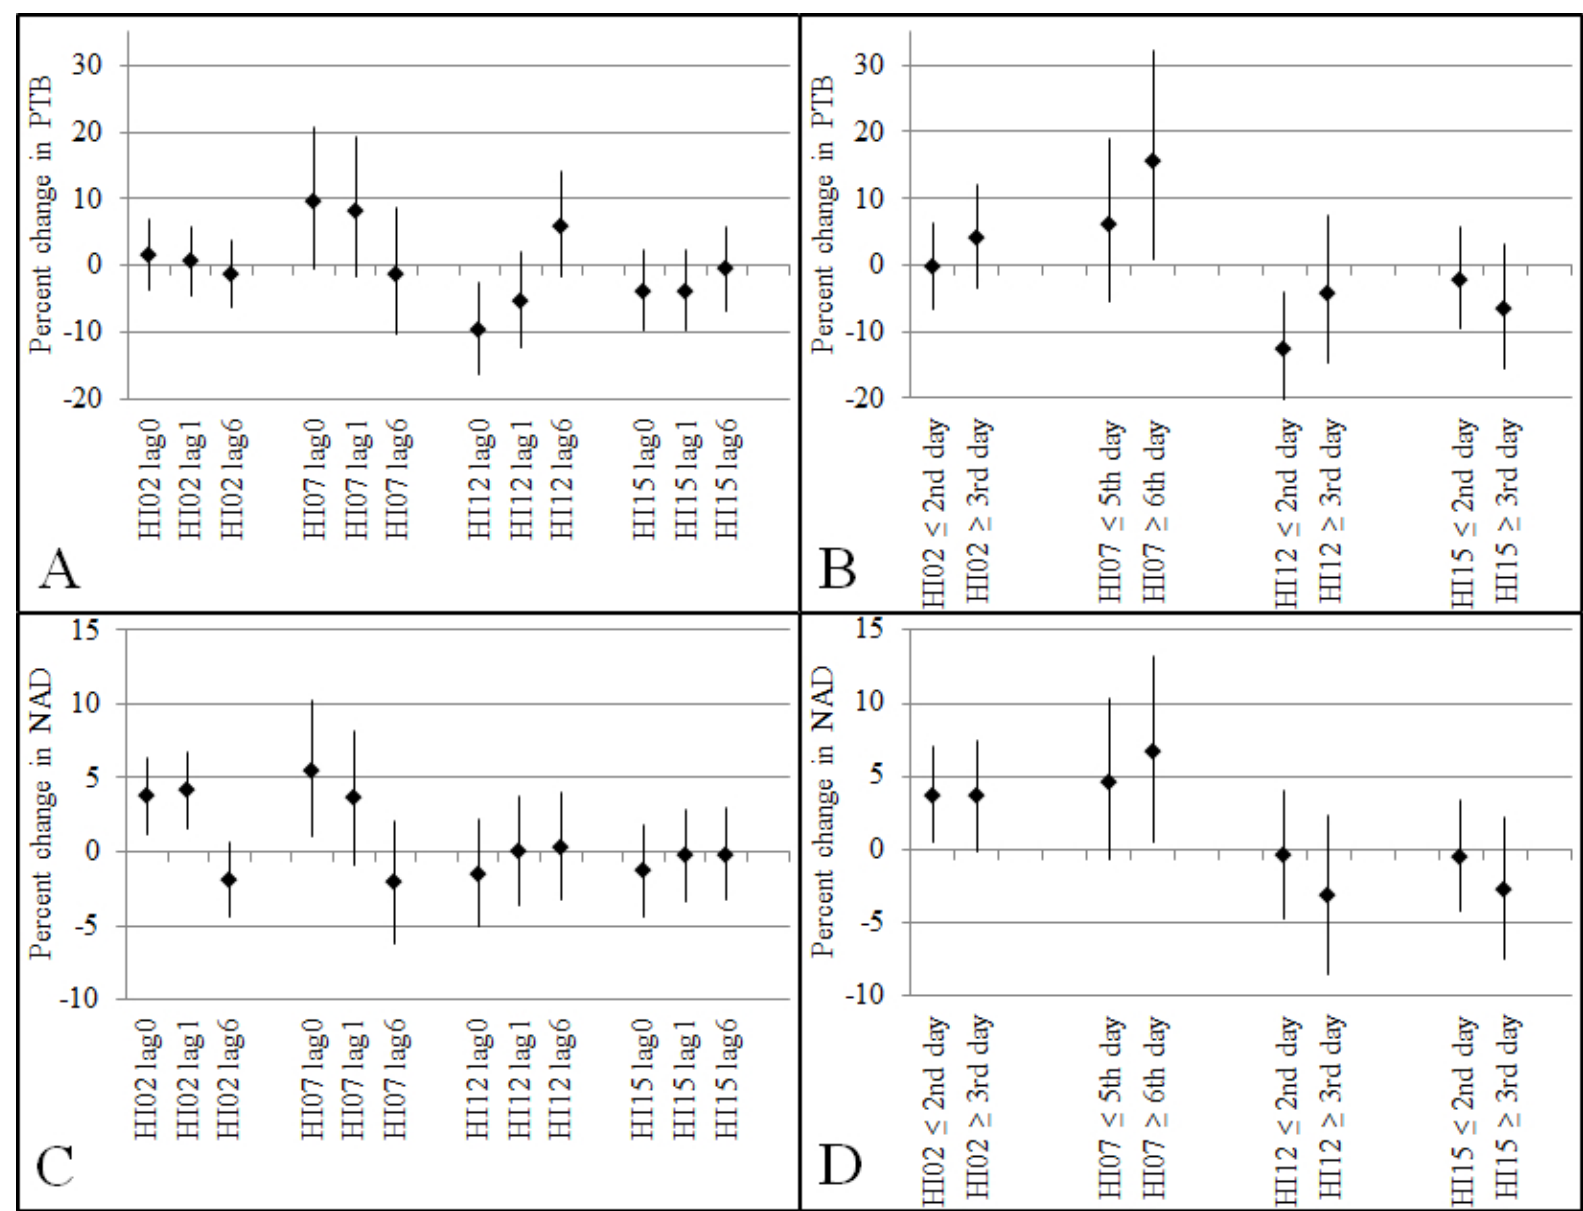 Percent change in PTB
30
20
10
0
-10
-20
HI02 lag0
HI02 lag1
HI02 lag6
HI07 lag0
HI07 lag1
HI07 lag6
HI12 lag0
HI12 lag1
HI12 lag6
HI15 lag0
HI15 lag1
HI15 lag6
A
Percent change in PTB
30
20
10
0
-10
-20
HI02 ≤ 2nd day
HI02 ≥ 3rd day
HI07 ≤ 5th day
HI07 ≥ 6th day
HI12 ≤ 2nd day
HI12 ≥ 3rd day
HI15 ≤ 2nd day
HI15 ≥ 3rd day
B
Percent change in NAD
15
10
5
0
-5
-10
HI02 lag0
HI02 lag1
HI02 lag6
HI07 lag0
HI07 lag1
HI07 lag6
HI12 lag0
HI12 lag1
HI12 lag6
HI15 lag0
HI15 lag1
HI15 lag6
C
Percent change in NAD
15
10
5
0
-5
-10
HI02 ≤ 2nd day
HI02 ≥ 3rd day
HI07 ≤ 5th day
HI07 ≥ 6th day
HI12 ≤ 2nd day
HI12 ≥ 3rd day
HI15 ≤ 2nd day
HI15 ≥ 3rd day
D